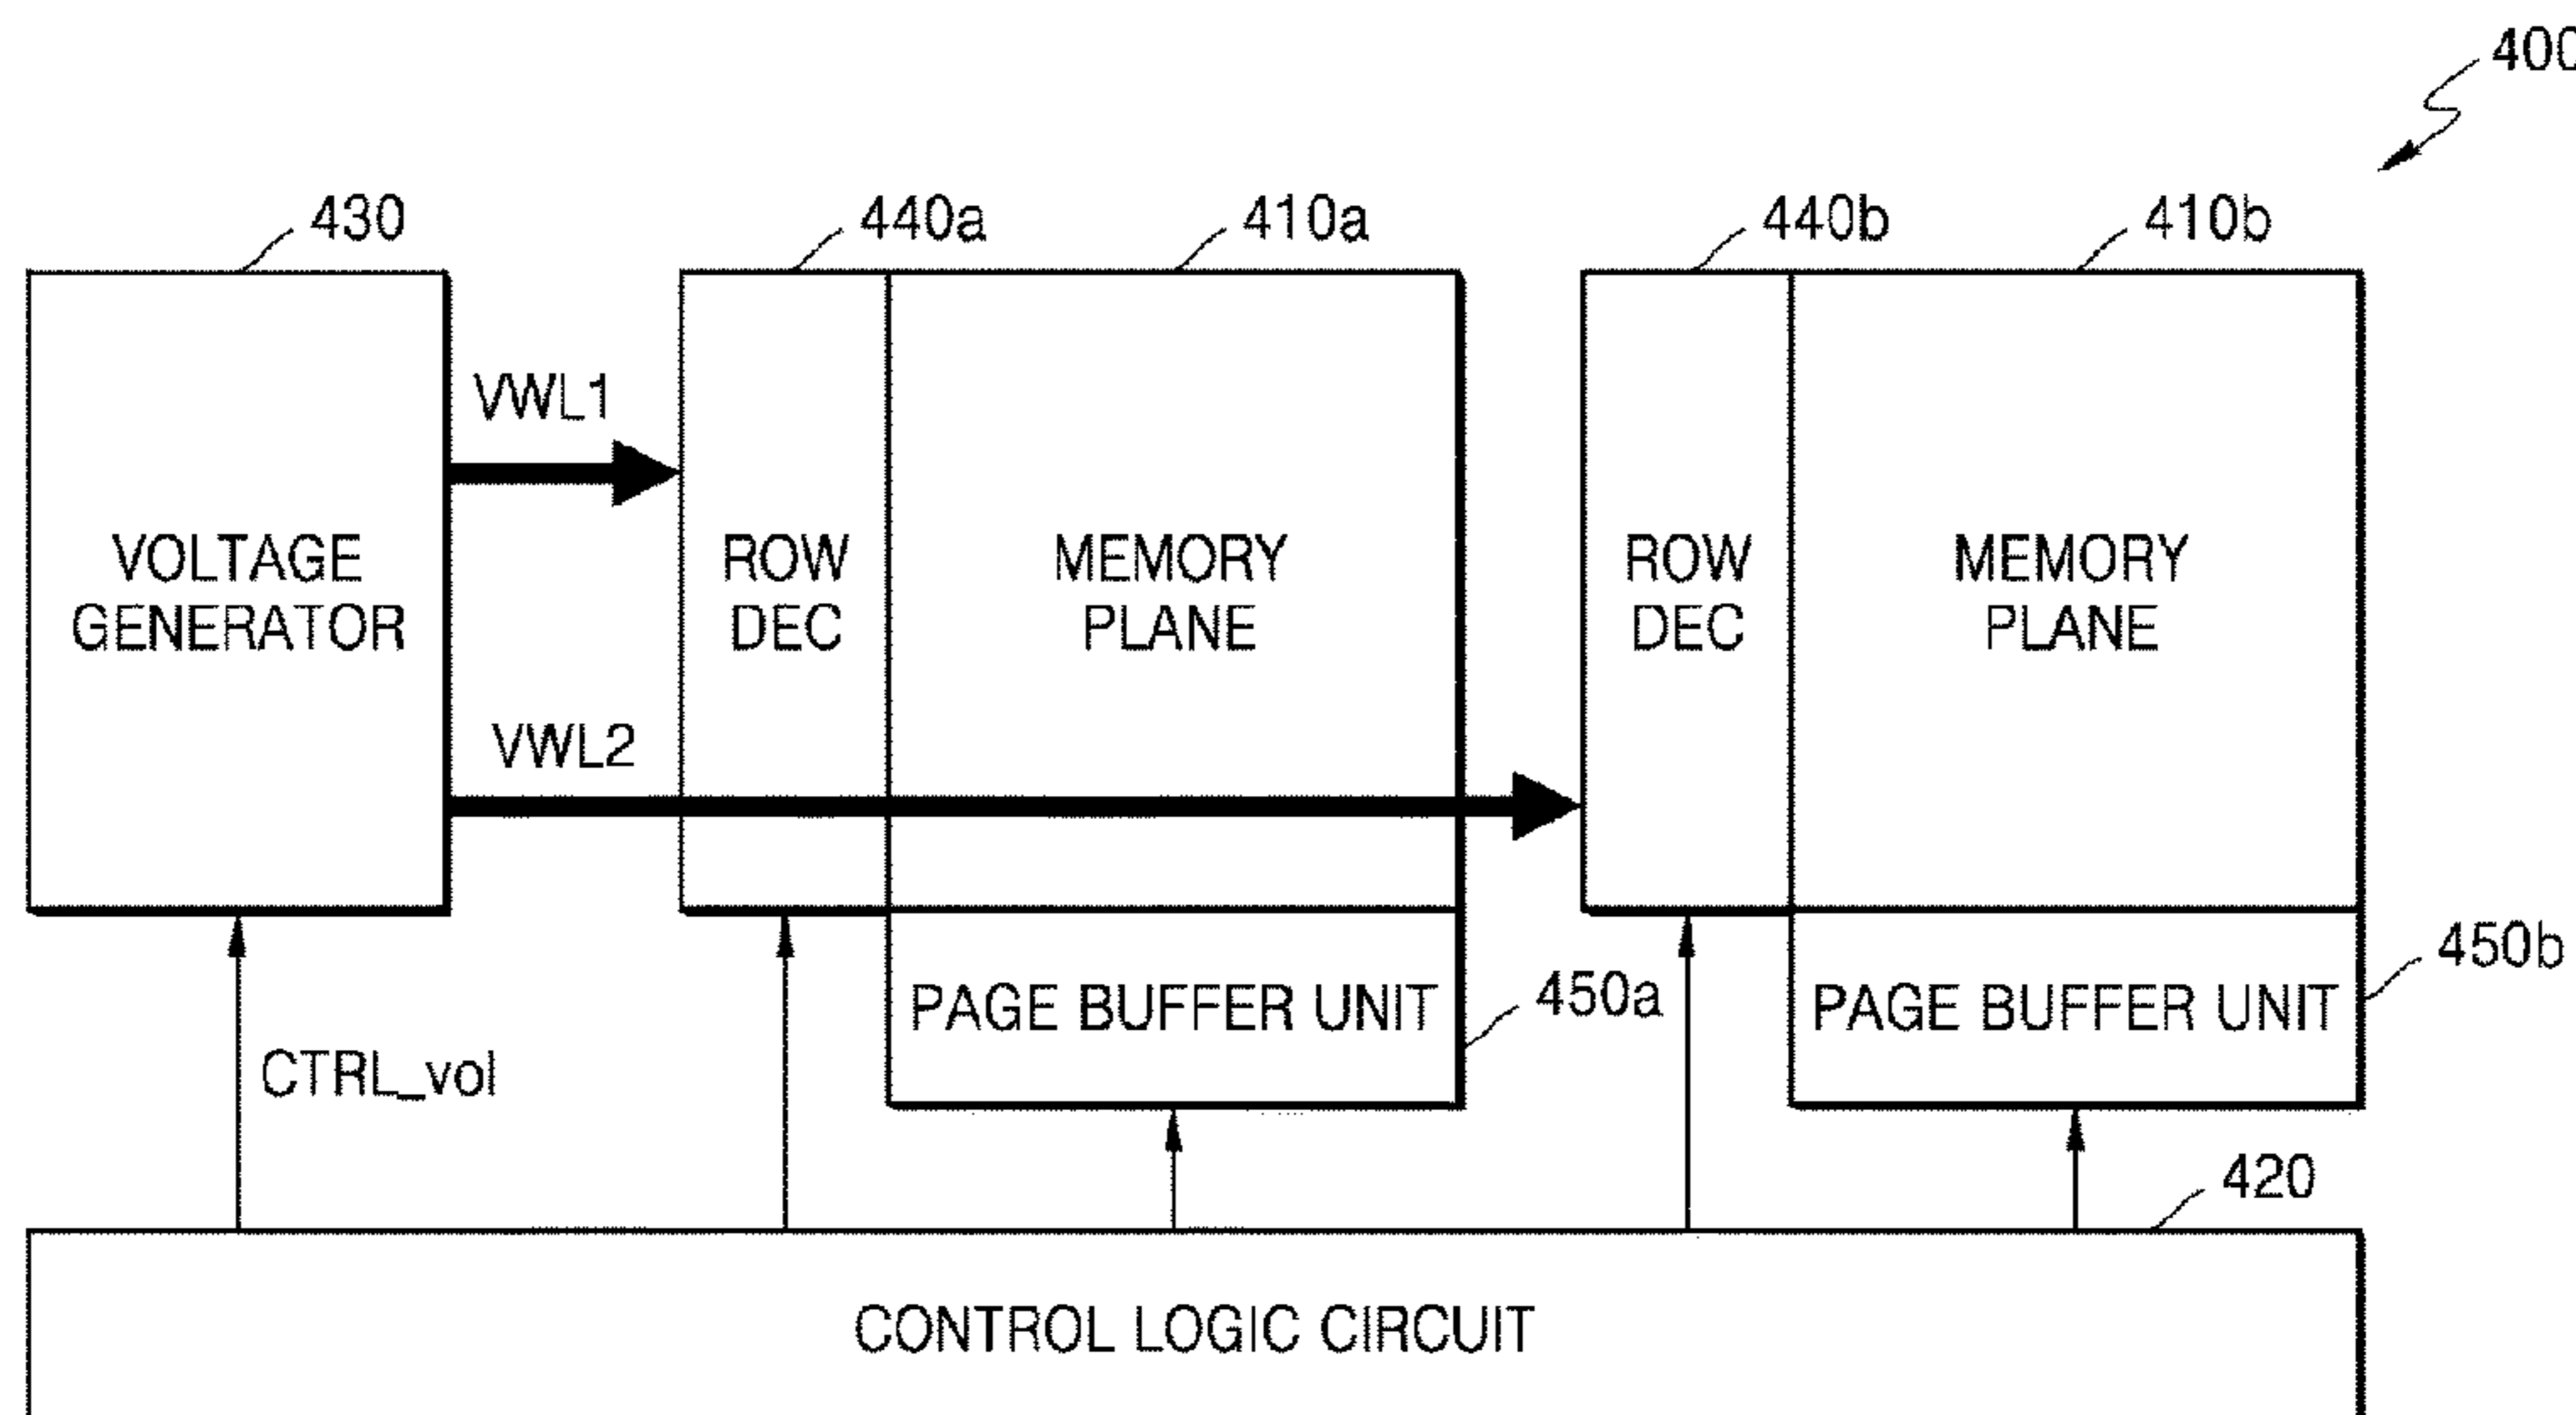 400
430
440a
410a
440b
410b
VWL1
VOLTAGE
GENERATOR
ROW
DEC
MEMORY
PLANE
ROW
DEC
MEMORY
PLANE
VWL2
450b
PAGE BUFFER UNIT
450a
PAGE BUFFER UNIT
CTRL_vol
420
CONTROL LOGIC CIRCUIT